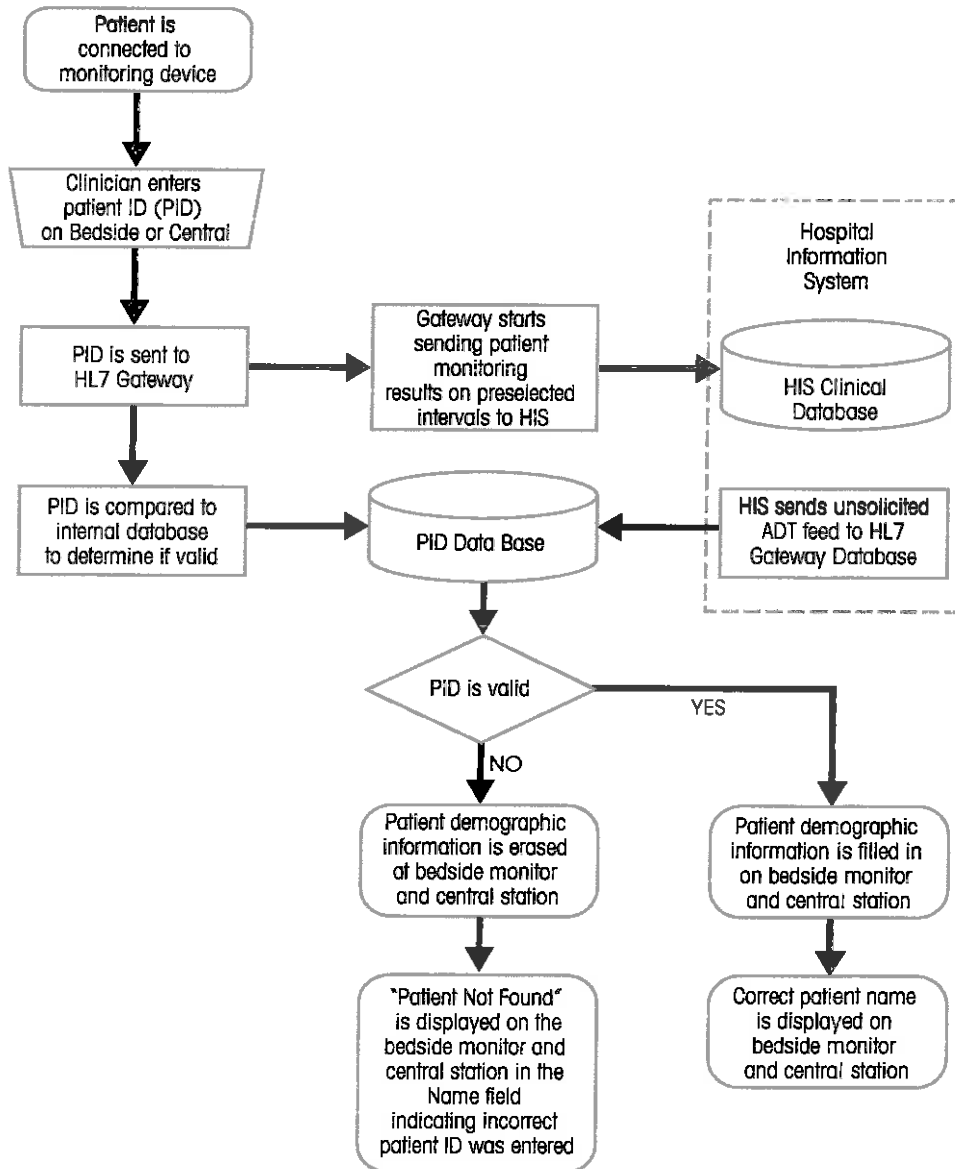 Patient is
connected to
monitoring device
Clinician enters
patient ID (PID)
on Bedside or Central
Hospital
Information
System
PID is sent to
HL7 Gateway
Gateway starts
sending patient
monitoring
results on preselected
intervals to HIS
HIS Clinical
Database
PID is compared to
internal database
to determine if valid
PID Data Base
HIS sends unsolicited
ADT feed to HL7
Gateway Database
PID is valid
YES
NO
Patient demographic
information is erased
at bedside monitor
and central station
Patient demographic
information is filled in
on bedside monitor
and central station
"Patient Not Found"
is displayed on the
bedside monitor and
central station in the
Name field
indicating incorrect
patient ID was entered
Correct patient name
is displayed on
bedside monitor
and central station